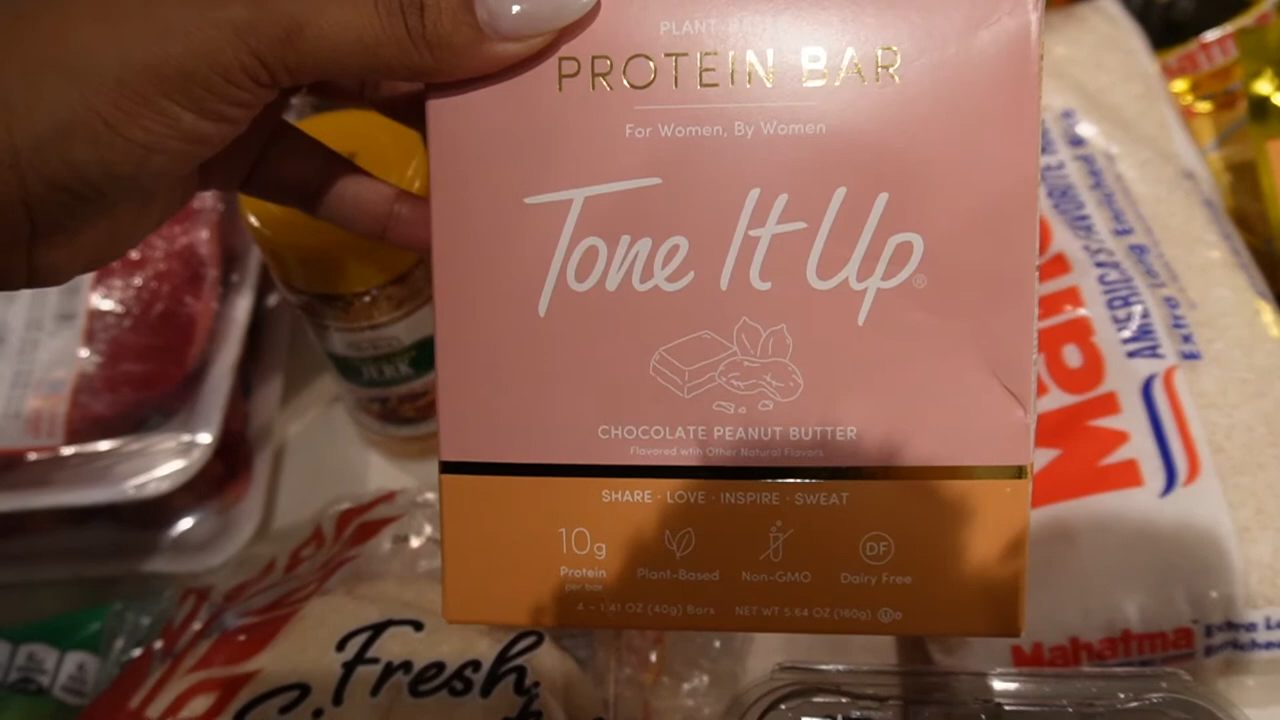 PLANT
PROTEIN BAR
For Women, By Women
Tone It Up®
CHOCOLATE PEANUT BUTTER
Flavored with Other Natural Flavors
SHARE · LOVE · INSPIRE · SWEAT
10g
Protein
per bar
Plant-Based
Non-GMO
DF
Dairy Free
4 - 1.41 OZ (40g) Bars
NET WT 5.64 OZ (160g)
JERK
Fresh
AMERICA'S FAVORITE
Extra Long Enriched Rice
Mahatma